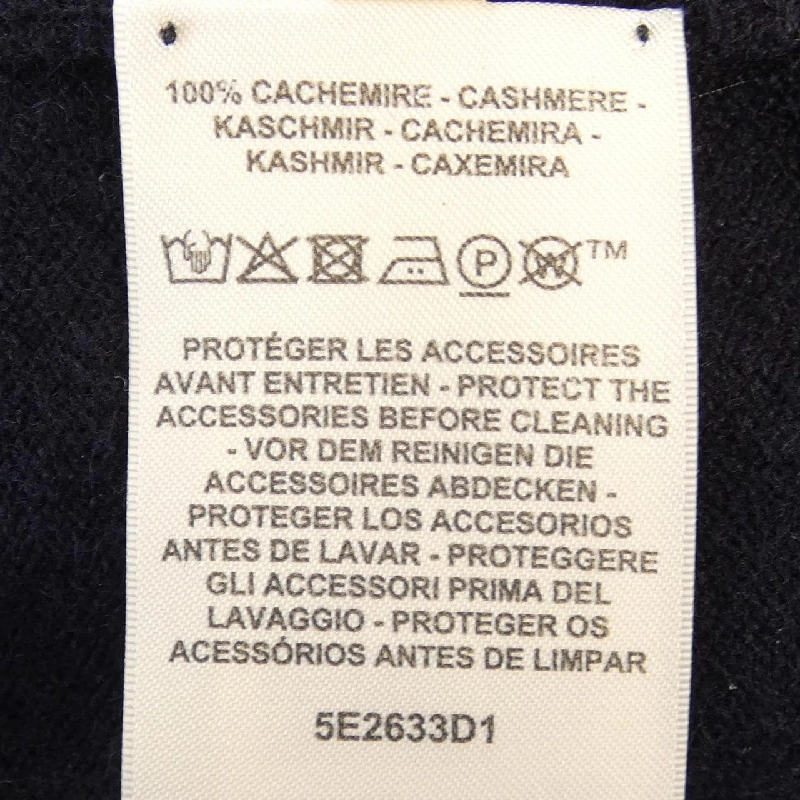 100% CACHEMIRE - CASHMERE -
KASCHMIR - CACHEMIRA -
KASHMIR - CAXEMIRA
P W TM
PROTÉGER LES ACCESSOIRES
AVANT ENTRETIEN - PROTECT THE
ACCESSORIES BEFORE CLEANING
- VOR DEM REINIGEN DIE
ACCESSOIRES ABDECKEN -
PROTEGER LOS ACCESORIOS
ANTES DE LAVAR - PROTEGGERE
GLI ACCESSORI PRIMA DEL
LAVAGGIO - PROTEGER OS
ACESSÓRIOS ANTES DE LIMPAR
5E2633D1